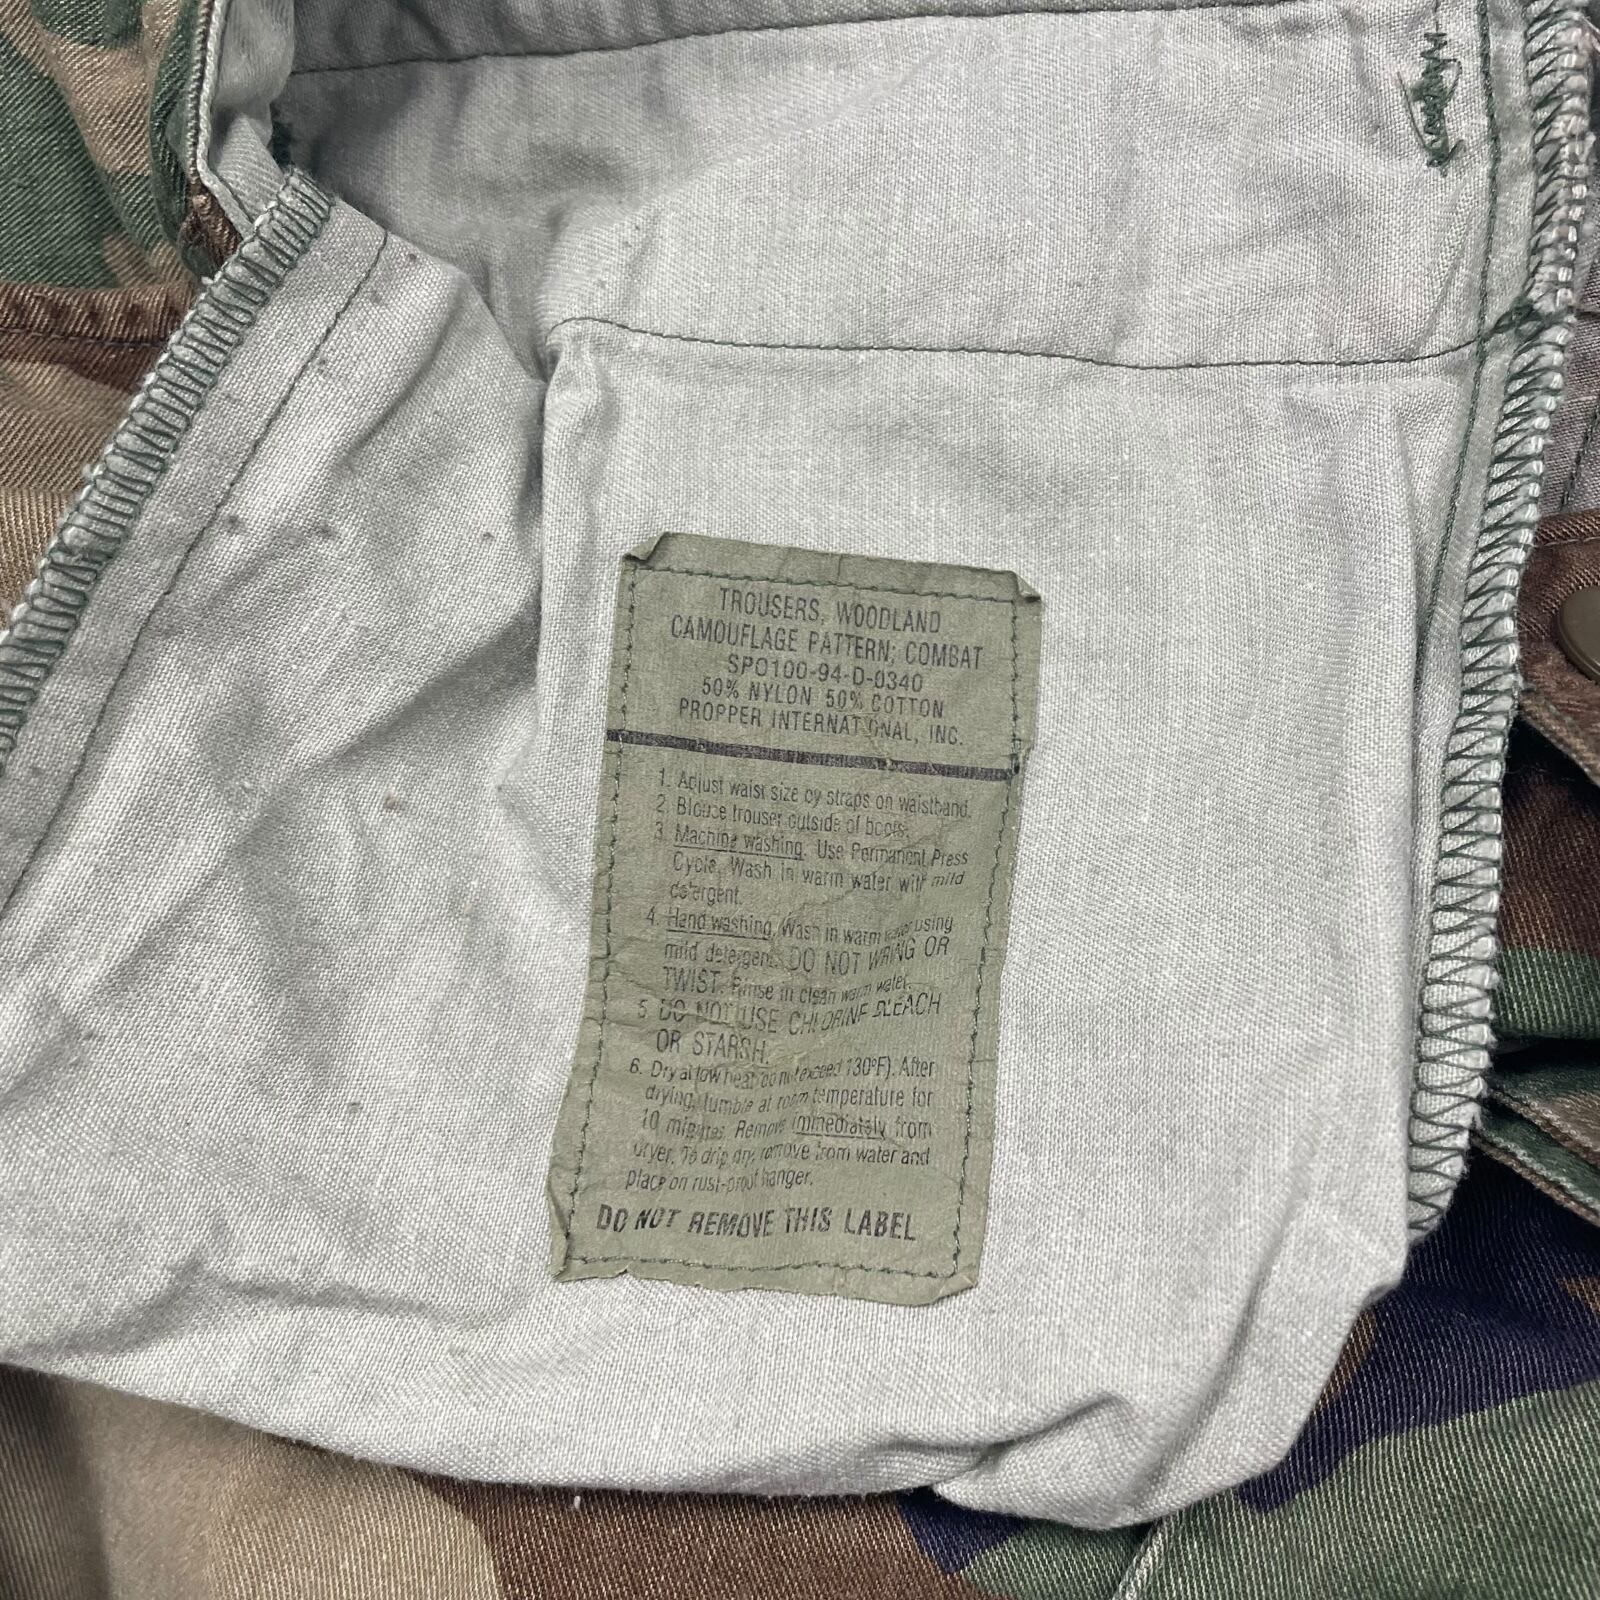 TROUSERS, WOODLAND
CAMOUFLAGE PATTERN; COMBAT
SPO100-94-D-0340
50% NYLON 50% COTTON
PROPPER INTERNATIONAL, INC.
1. Adjust waist size by straps on waistband.
2. Blouse trouser outside of boots.
3. Machine washing. Use Permanent Press
Cycle. Wash in warm water with mild
detergent.
4. Hand washing. Wash in warm water using
mild detergent. DO NOT WRING OR
TWIST. Rinse in clean warm water.
5 DO NOT USE CHLORINE BLEACH
OR STARSH.
6. Dry at low heat do not exceed 130°F). After
drying, tumble at room temperature for
10 minutes. Remove immediately from
dryer. To drip dry, remove from water and
place on rust-proof hanger.
DO NOT REMOVE THIS LABEL